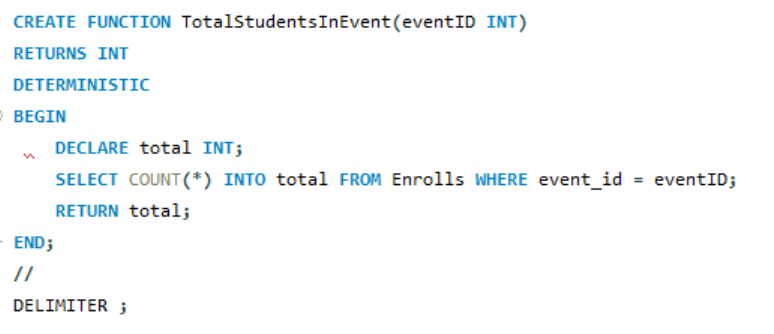 CREATE FUNCTION TotalStudentsInEvent(eventID INT)
RETURNS INT
DETERMINISTIC
BEGIN
    DECLARE total INT;
    SELECT COUNT(*) INTO total FROM Enrolls WHERE event_id = eventID;
    RETURN total;
END;
//
DELIMITER ;